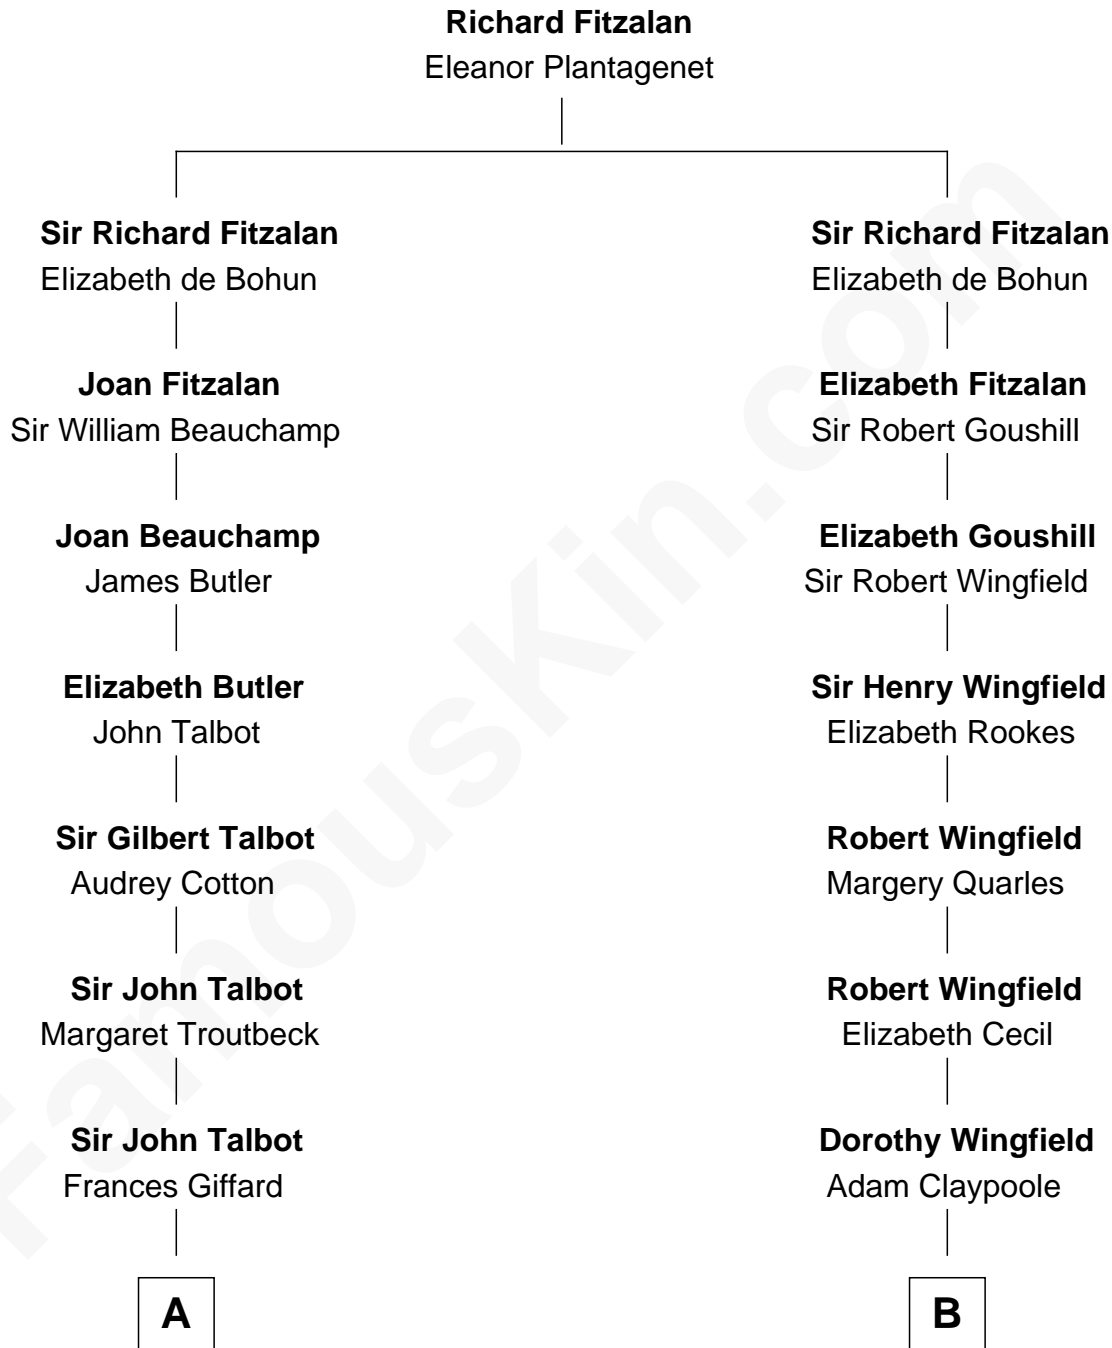 Richard Fitzalan
Eleanor Plantagenet
Sir Richard Fitzalan
Elizabeth de Bohun
Joan Fitzalan
Sir William Beauchamp
Joan Beauchamp
James Butler
Elizabeth Butler
John Talbot
Sir Gilbert Talbot
Audrey Cotton
Sir John Talbot
Margaret Troutbeck
Sir John Talbot
Frances Giffard
A
Sir Richard Fitzalan
Elizabeth de Bohun
Elizabeth Fitzalan
Sir Robert Goushill
Elizabeth Goushill
Sir Robert Wingfield
Sir Henry Wingfield
Elizabeth Rookes
Robert Wingfield
Margery Quarles
Robert Wingfield
Elizabeth Cecil
Dorothy Wingfield
Adam Claypoole
B
FamousKin.com